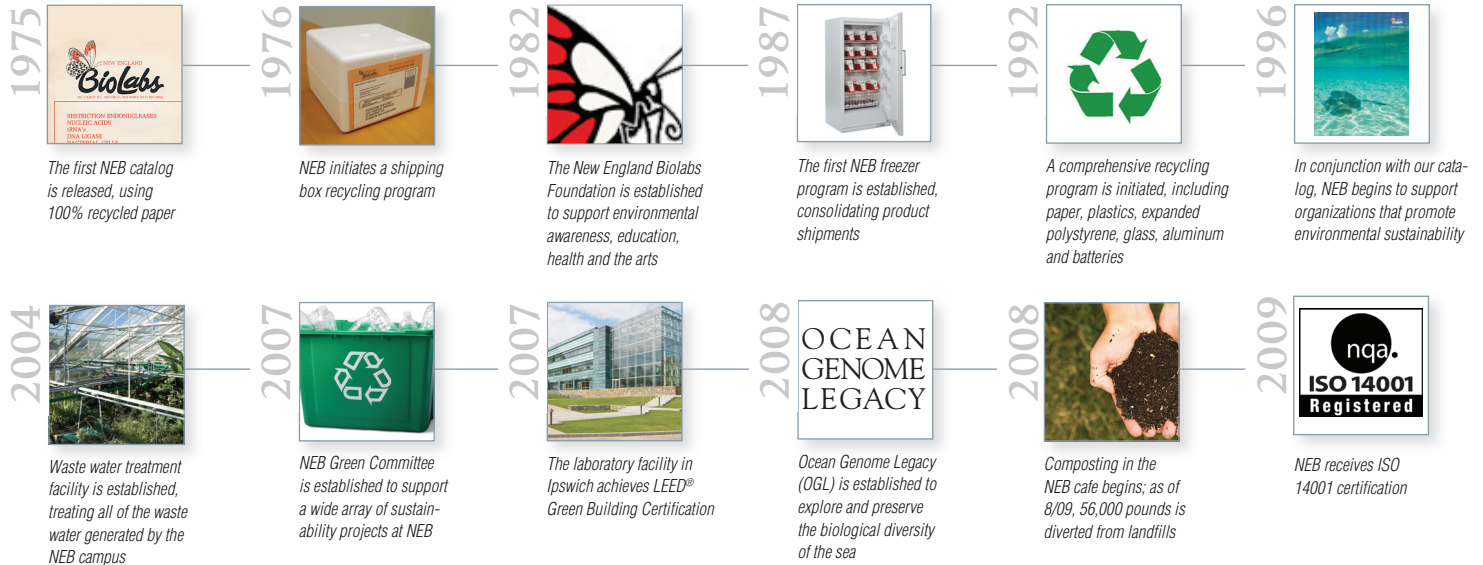 1975
NEW ENGLAND
BioLabs
RESTRICTION ENDONUCLEASES
NUCLEIC ACIDS
tRNA's
DNA LIGASE
BACTERIAL CELLS
The first NEB catalog
is released, using
100% recycled paper
1976
NEB initiates a shipping
box recycling program
1982
The New England Biolabs
Foundation is established
to support environmental
awareness, education,
health and the arts
1987
The first NEB freezer
program is established,
consolidating product
shipments
1992
A comprehensive recycling
program is initiated, including
paper, plastics, expanded
polystyrene, glass, aluminum
and batteries
1996
In conjunction with our cata-
log, NEB begins to support
organizations that promote
environmental sustainability
2004
Waste water treatment
facility is established,
treating all of the waste
water generated by the
NEB campus
2007
NEB Green Committee
is established to support
a wide array of sustain-
ability projects at NEB
2007
The laboratory facility in
Ipswich achieves LEED®
Green Building Certification
2008
OCEAN
GENOME
LEGACY
Ocean Genome Legacy
(OGL) is established to
explore and preserve
the biological diversity
of the sea
2008
Composting in the
NEB cafe begins; as of
8/09, 56,000 pounds is
diverted from landfills
2009
nqa.
ISO 14001
Registered
NEB receives ISO
14001 certification